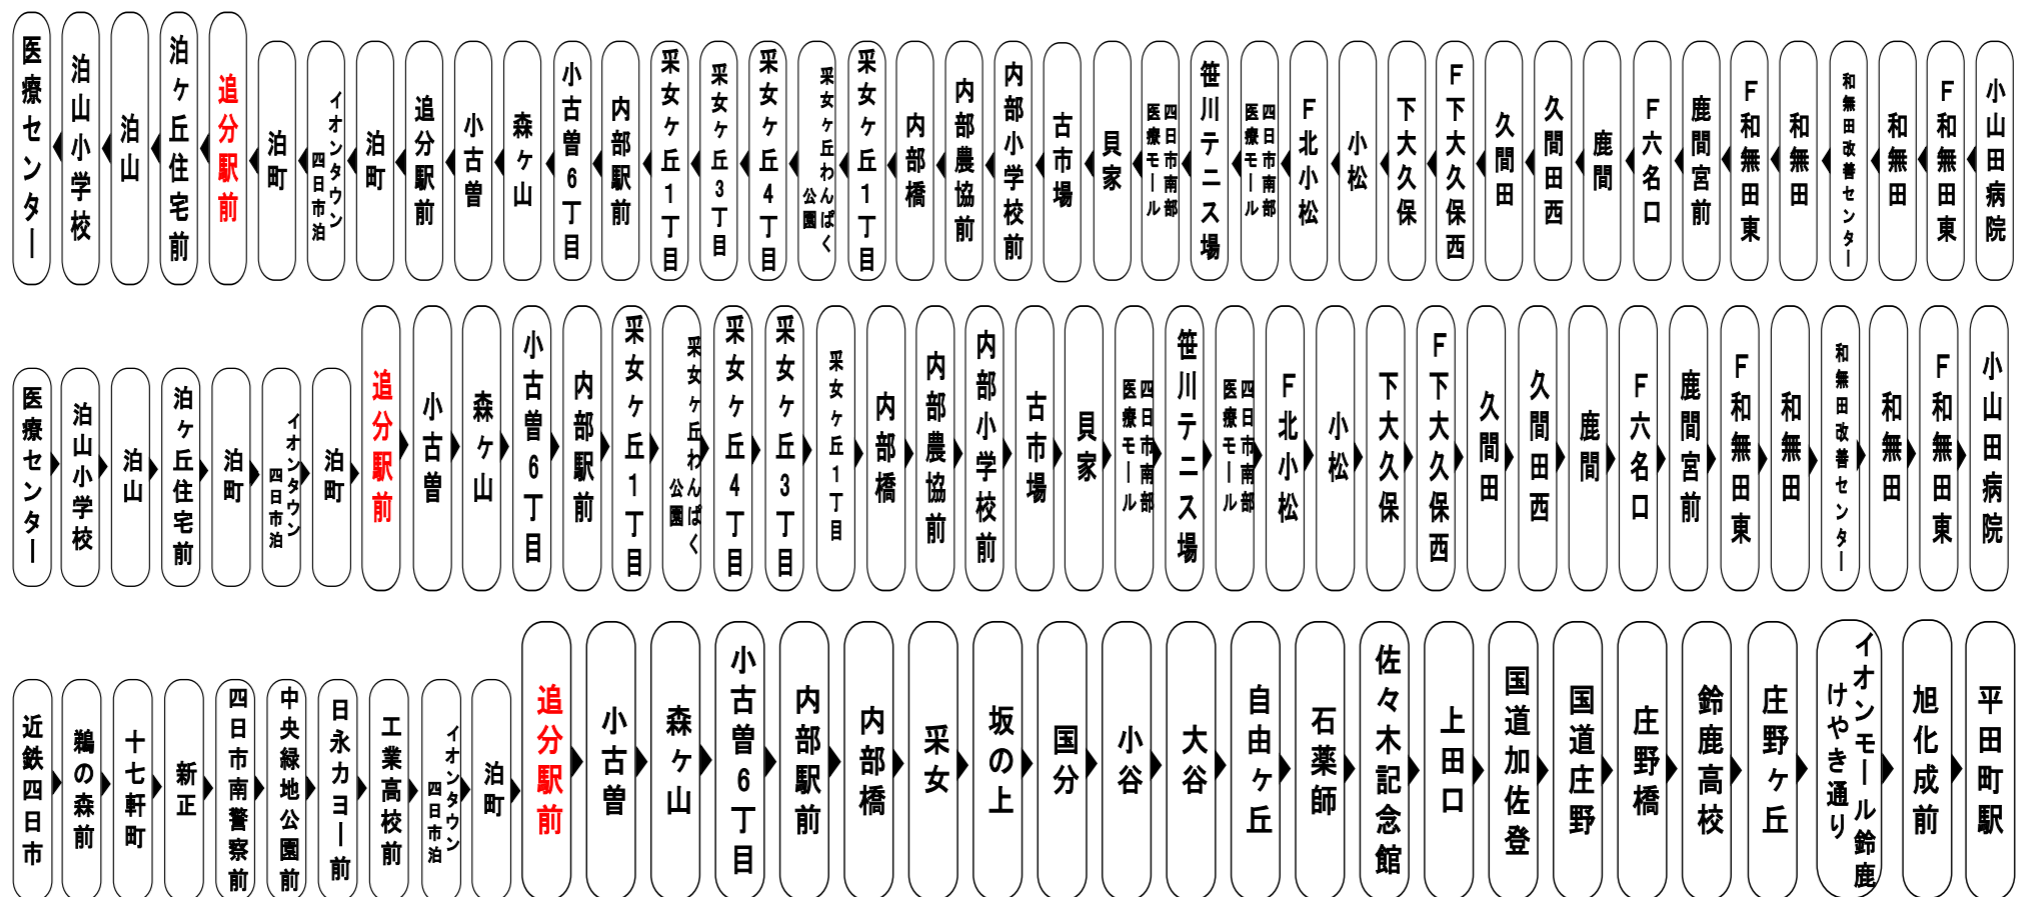 医療センター
泊山小学校
泊山
泊ヶ丘住宅前
追分駅前
泊町
イオンタウン
四日市泊
泊町
追分駅前
小古曽
森ヶ山
小古曽6丁目
内部駅前
采女ヶ丘1丁目
采女ヶ丘3丁目
采女ヶ丘4丁目
采女ヶ丘わんぱく
公園
采女ヶ丘1丁目
内部橋
内部農協前
内部小学校前
古市場
貝家
四日市南部
医療モール
笹川テニス場
四日市南部
医療モール
F北小松
小松
下大久保
F下大久保西
久間田
久間田西
鹿間
F六名口
鹿間宮前
F和無田東
和無田
和無田改善センター
和無田
F和無田東
小山田病院
医療センター
泊山小学校
泊山
泊ヶ丘住宅前
泊町
イオンタウン
四日市泊
泊町
追分駅前
小古曽
森ヶ山
小古曽6丁目
内部駅前
采女ヶ丘1丁目
采女ヶ丘わんぱく
公園
采女ヶ丘4丁目
采女ヶ丘3丁目
采女ヶ丘1丁目
内部橋
内部農協前
内部小学校前
古市場
貝家
四日市南部
医療モール
笹川テニス場
四日市南部
医療モール
F北小松
小松
下大久保
F下大久保西
久間田
久間田西
鹿間
F六名口
鹿間宮前
F和無田東
和無田
和無田改善センター
和無田
F和無田東
小山田病院
近鉄四日市
鵜の森前
十七軒町
新正
四日市南警察前
中央緑地公園前
日永カヨー前
工業高校前
イオンタウン
四日市泊
泊町
追分駅前
小古曽
森ヶ山
小古曽6丁目
内部駅前
内部橋
采女
坂の上
国分
小谷
大谷
自由ヶ丘
石薬師
佐々木記念館
上田口
国道加佐登
国道庄野
庄野橋
鈴鹿高校
庄野ヶ丘
イオンモール鈴鹿
けやき通り
旭化成前
平田町駅